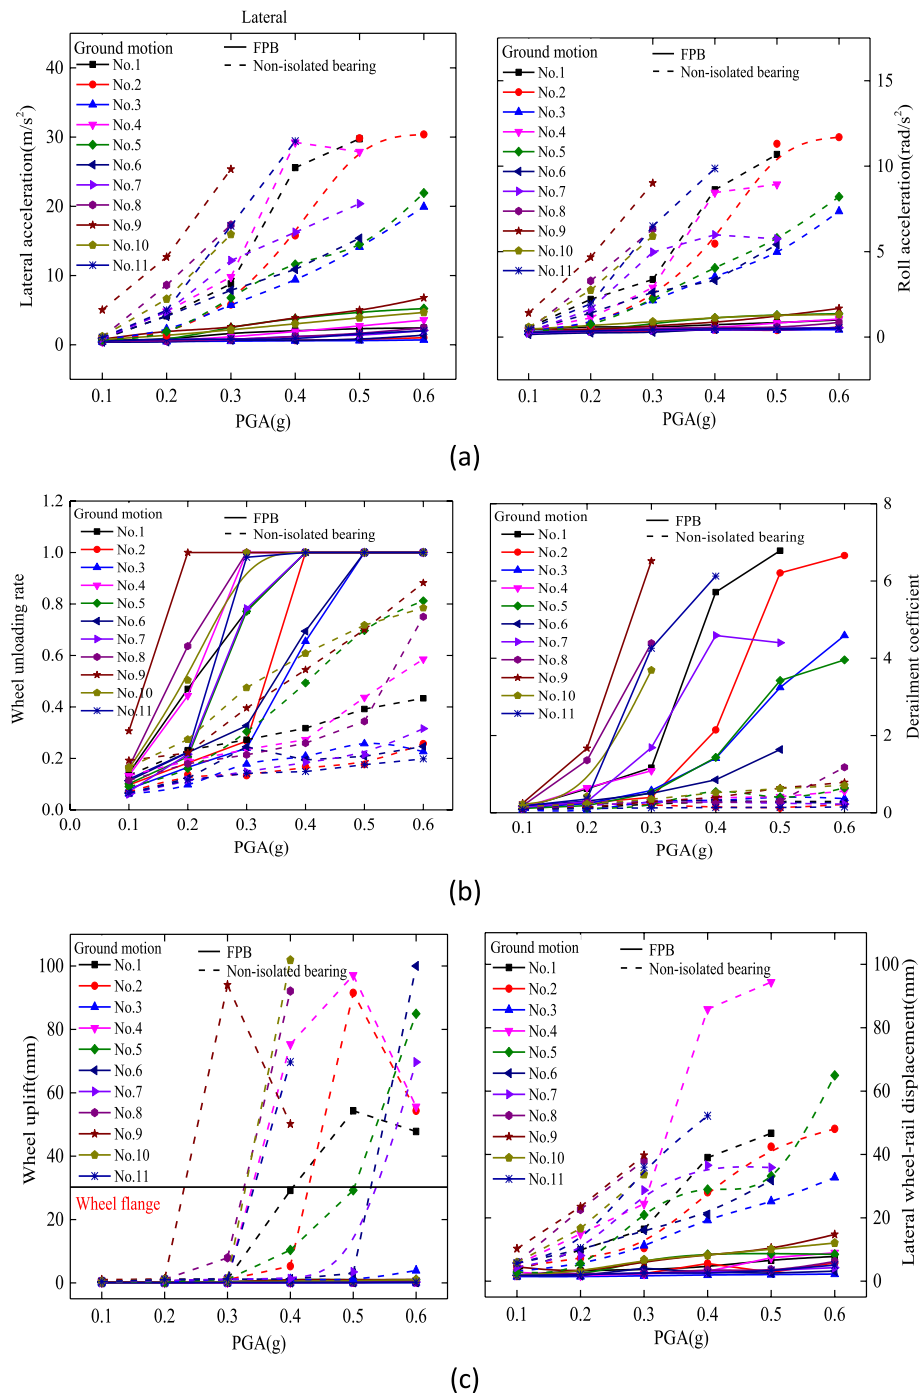 Lateral
Ground motion
No.1
No.2
No.3
No.4
No.5
No.6
No.7
No.8
No.9
No.10
No.11
FPB
Non-isolated bearing
Lateral acceleration(m/s²)
40
30
20
10
0
0.1 0.2 0.3 0.4 0.5 0.6
PGA(g)
Ground motion
No.1
No.2
No.3
No.4
No.5
No.6
No.7
No.8
No.9
No.10
No.11
FPB
Non-isolated bearing
15
10
5
0
Roll acceleration(rad/s²)
0.1 0.2 0.3 0.4 0.5 0.6
PGA(g)
(a)
Ground motion
No.1
No.2
No.3
No.4
No.5
No.6
No.7
No.8
No.9
No.10
No.11
FPB
Non-isolated bearing
Wheel unloading rate
1.2
1.0
0.8
0.6
0.4
0.2
0.0
0.0 0.1 0.2 0.3 0.4 0.5 0.6
PGA(g)
Ground motion
No.1
No.2
No.3
No.4
No.5
No.6
No.7
No.8
No.9
No.10
No.11
FPB
Non-isolated bearing
8
6
4
2
0
Derailment coefficient
0.1 0.2 0.3 0.4 0.5 0.6
PGA(g)
(b)
Ground motion
No.1
No.2
No.3
No.4
No.5
No.6
No.7
No.8
No.9
No.10
No.11
FPB
Non-isolated bearing
Wheel uplift(mm)
100
80
60
40
20
0
Wheel flange
0.1 0.2 0.3 0.4 0.5 0.6
PGA(g)
Ground motion
No.1
No.2
No.3
No.4
No.5
No.6
No.7
No.8
No.9
No.10
No.11
FPB
Non-isolated bearing
100
80
60
40
20
0
Lateral wheel-rail displacement(mm)
0.1 0.2 0.3 0.4 0.5 0.6
PGA(g)
(c)